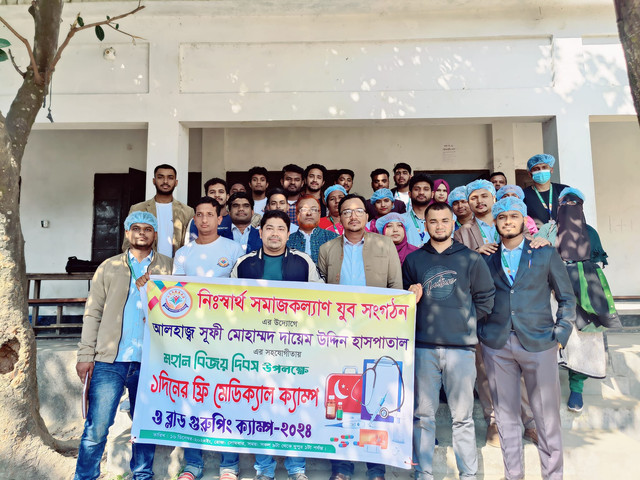 নিঃস্বার্থ সমাজকল্যাণ যুব সংগঠন
এর উদ্যোগে
আলহাজ্ব সূফী মোহাম্মদ দায়েম উদ্দিন হাসপাতাল
এর সহযোগীতায়
মহান বিজয় দিবস উপলক্ষে
১দিনের ফ্রি মেডিক্যাল ক্যাম্প
ও ব্লাড গ্রুপিং ক্যাম্প-২০২৪